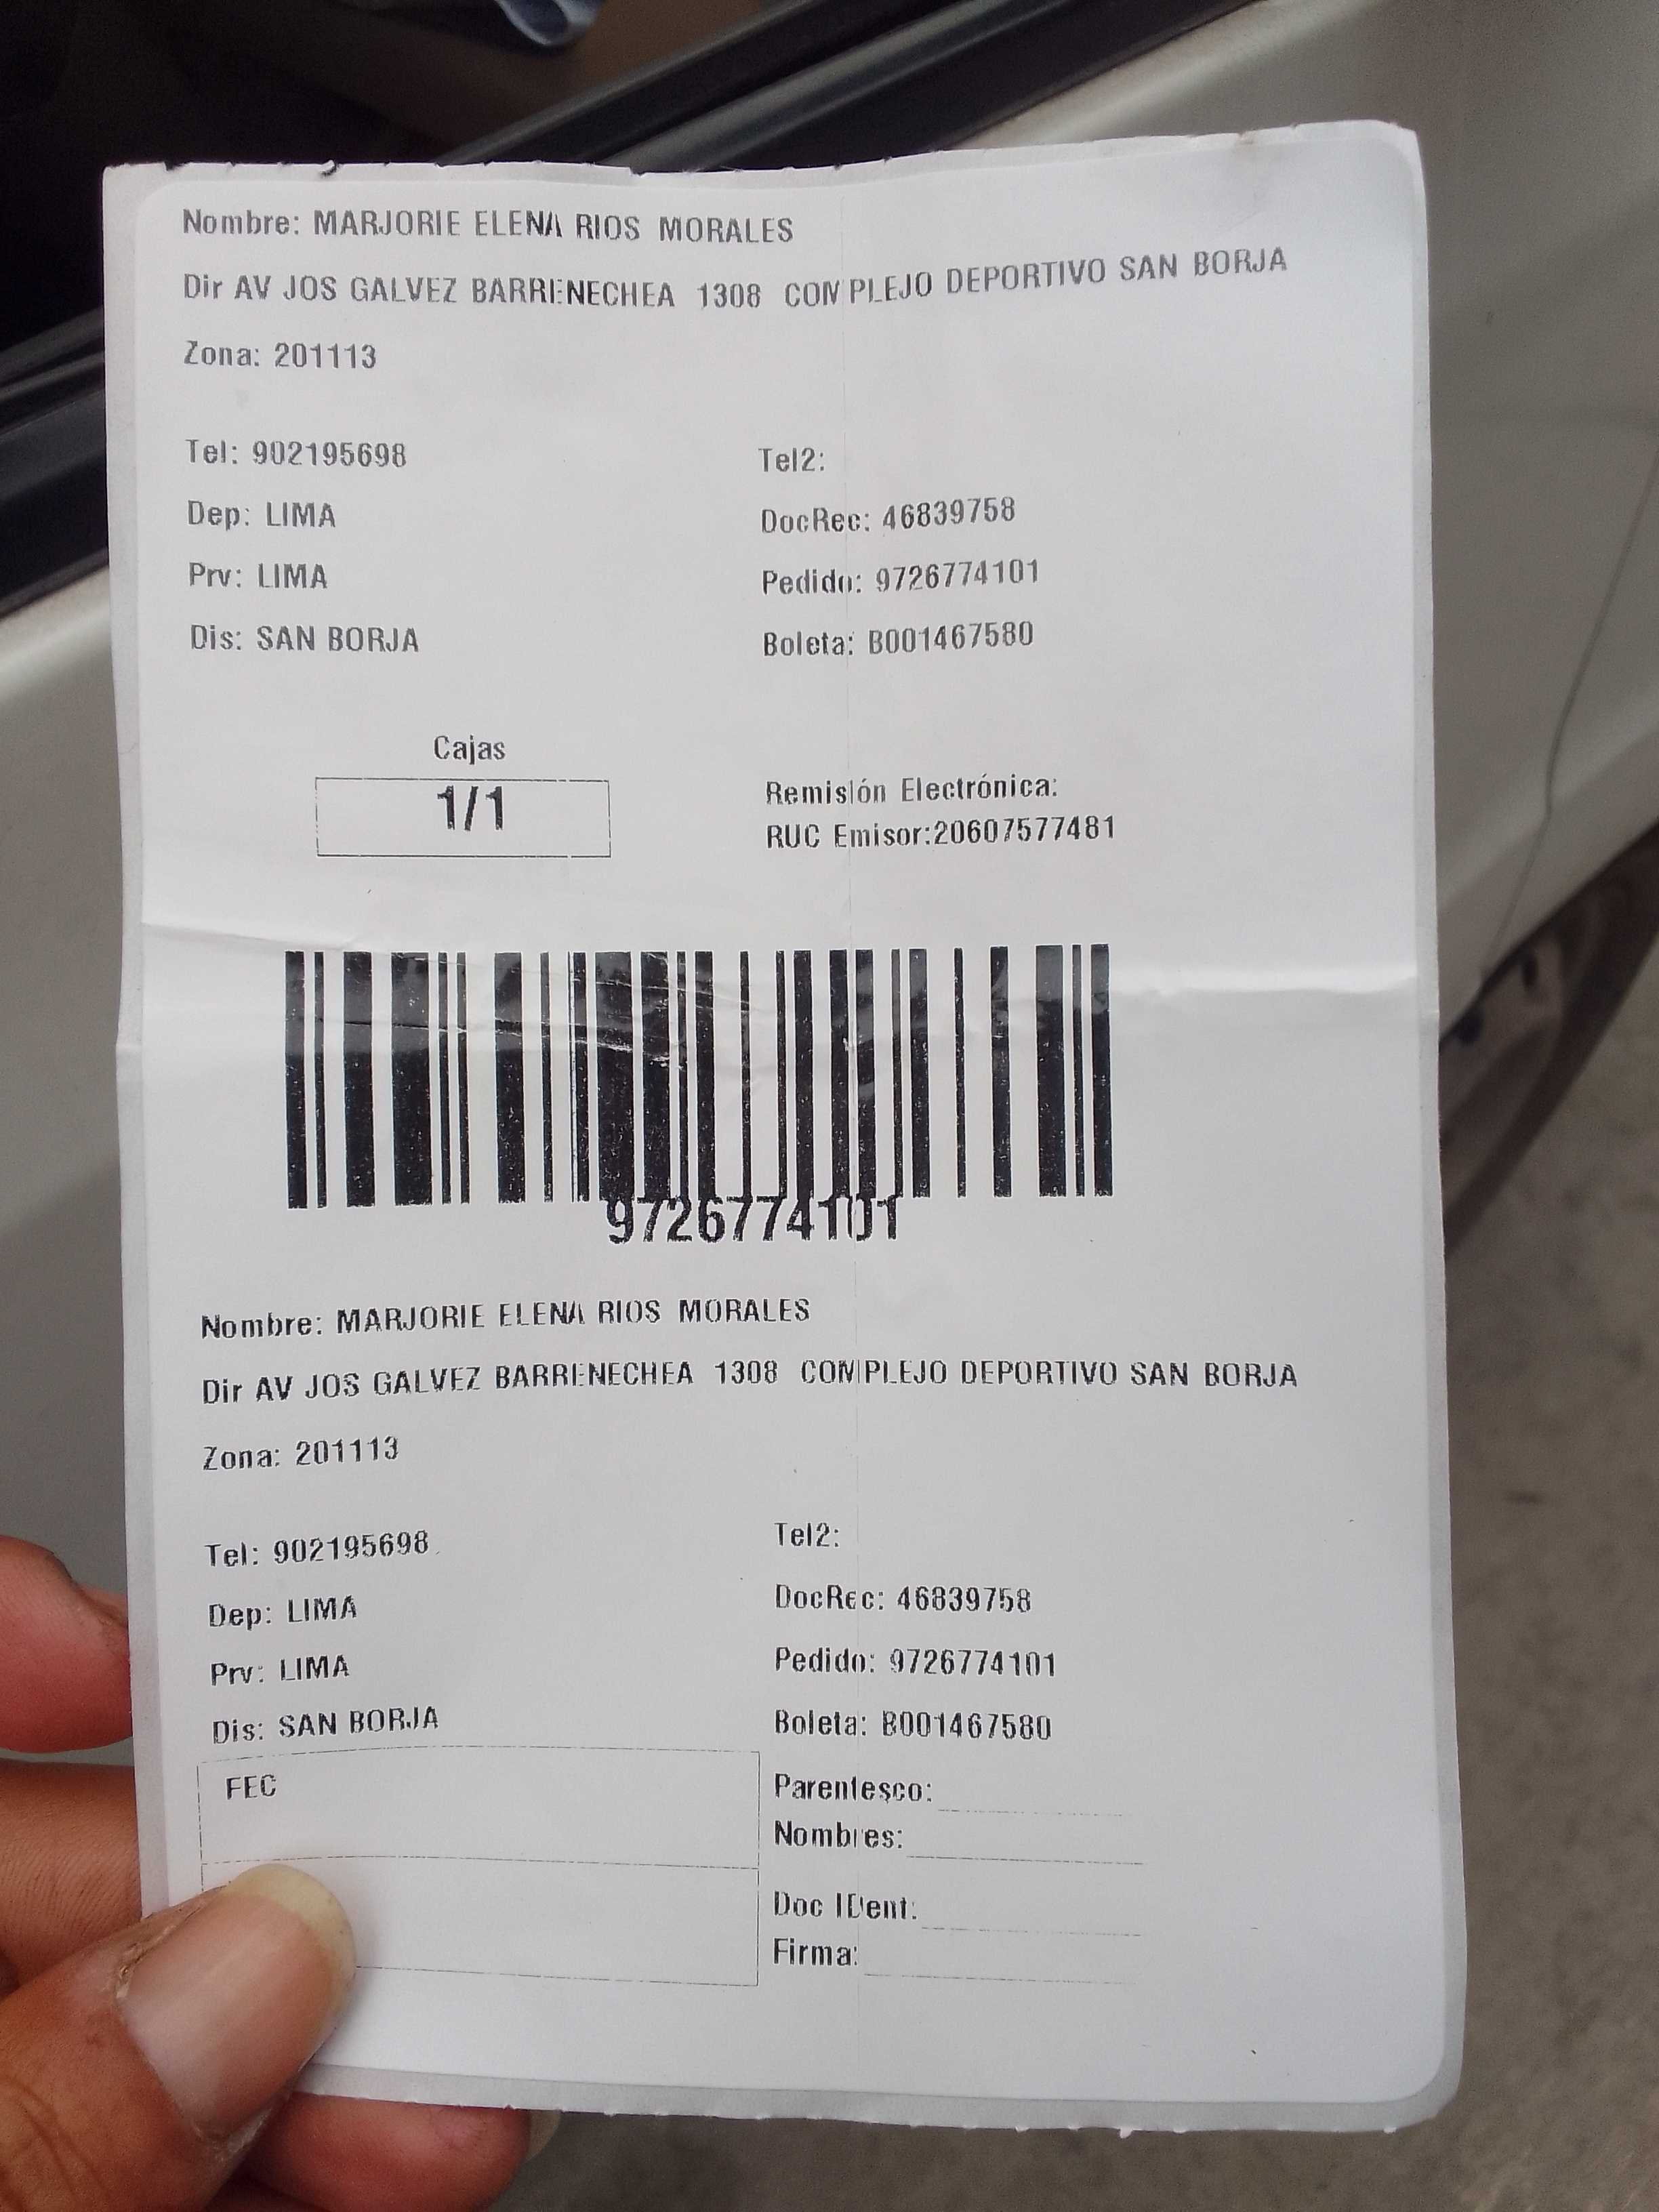 Nombre: MARJORIE ELENA RIOS MORALES
Dir AV JOS GALVEZ BARRENECHEA 1308 COMPLEJO DEPORTIVO SAN BORJA
Zona: 201113
Tel: 902195698 Tel2:
Dep: LIMA DocRec: 46839758
Prv: LIMA Pedido: 9726774101
Dis: SAN BORJA Boleta: B001467580
Cajas
1/1
Remisión Electrónica:
RUC Emisor:20607577481
9726774101
Nombre: MARJORIE ELENA RIOS MORALES
Dir AV JOS GALVEZ BARRENECHEA 1308 COMPLEJO DEPORTIVO SAN BORJA
Zona: 201113
Tel: 902195698 Tel2:
Dep: LIMA DocRec: 46839758
Prv: LIMA Pedido: 9726774101
Dis: SAN BORJA Boleta: B001467580
FEC Parentesco:
Nombres:
Doc IDent:
Firma: